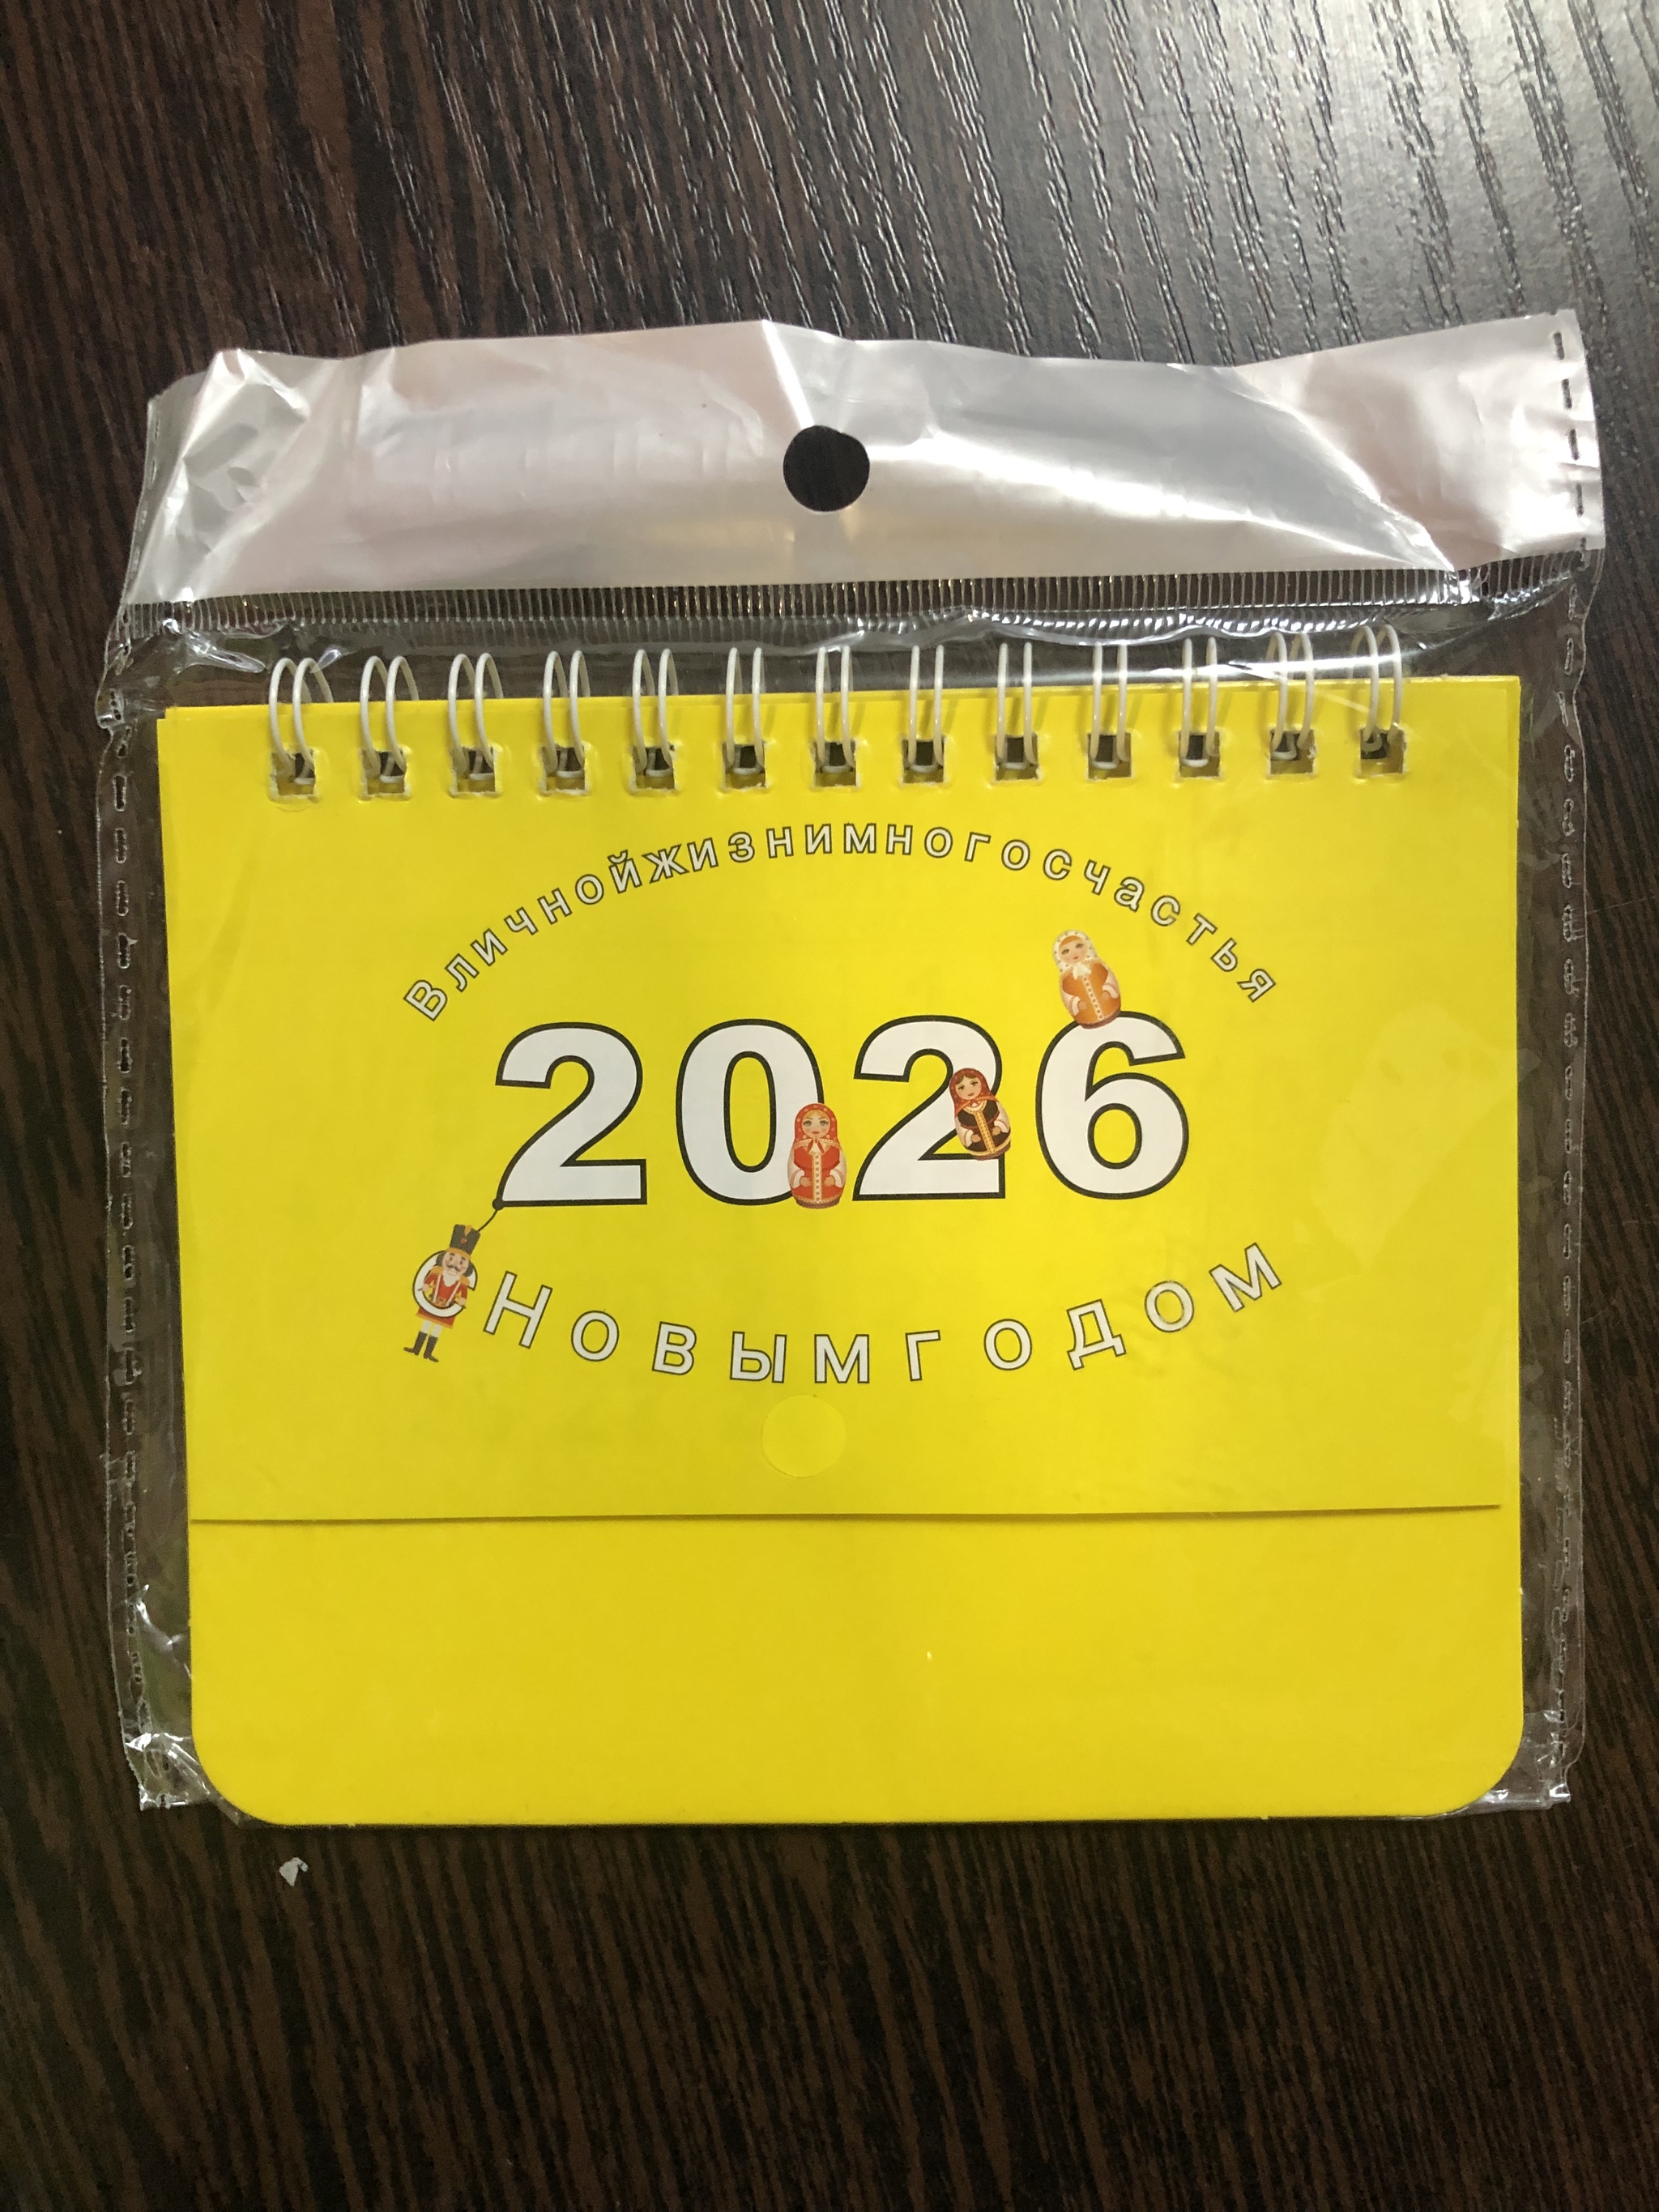 Вличнойжизнимногосчастья
2026
СНовымгодом